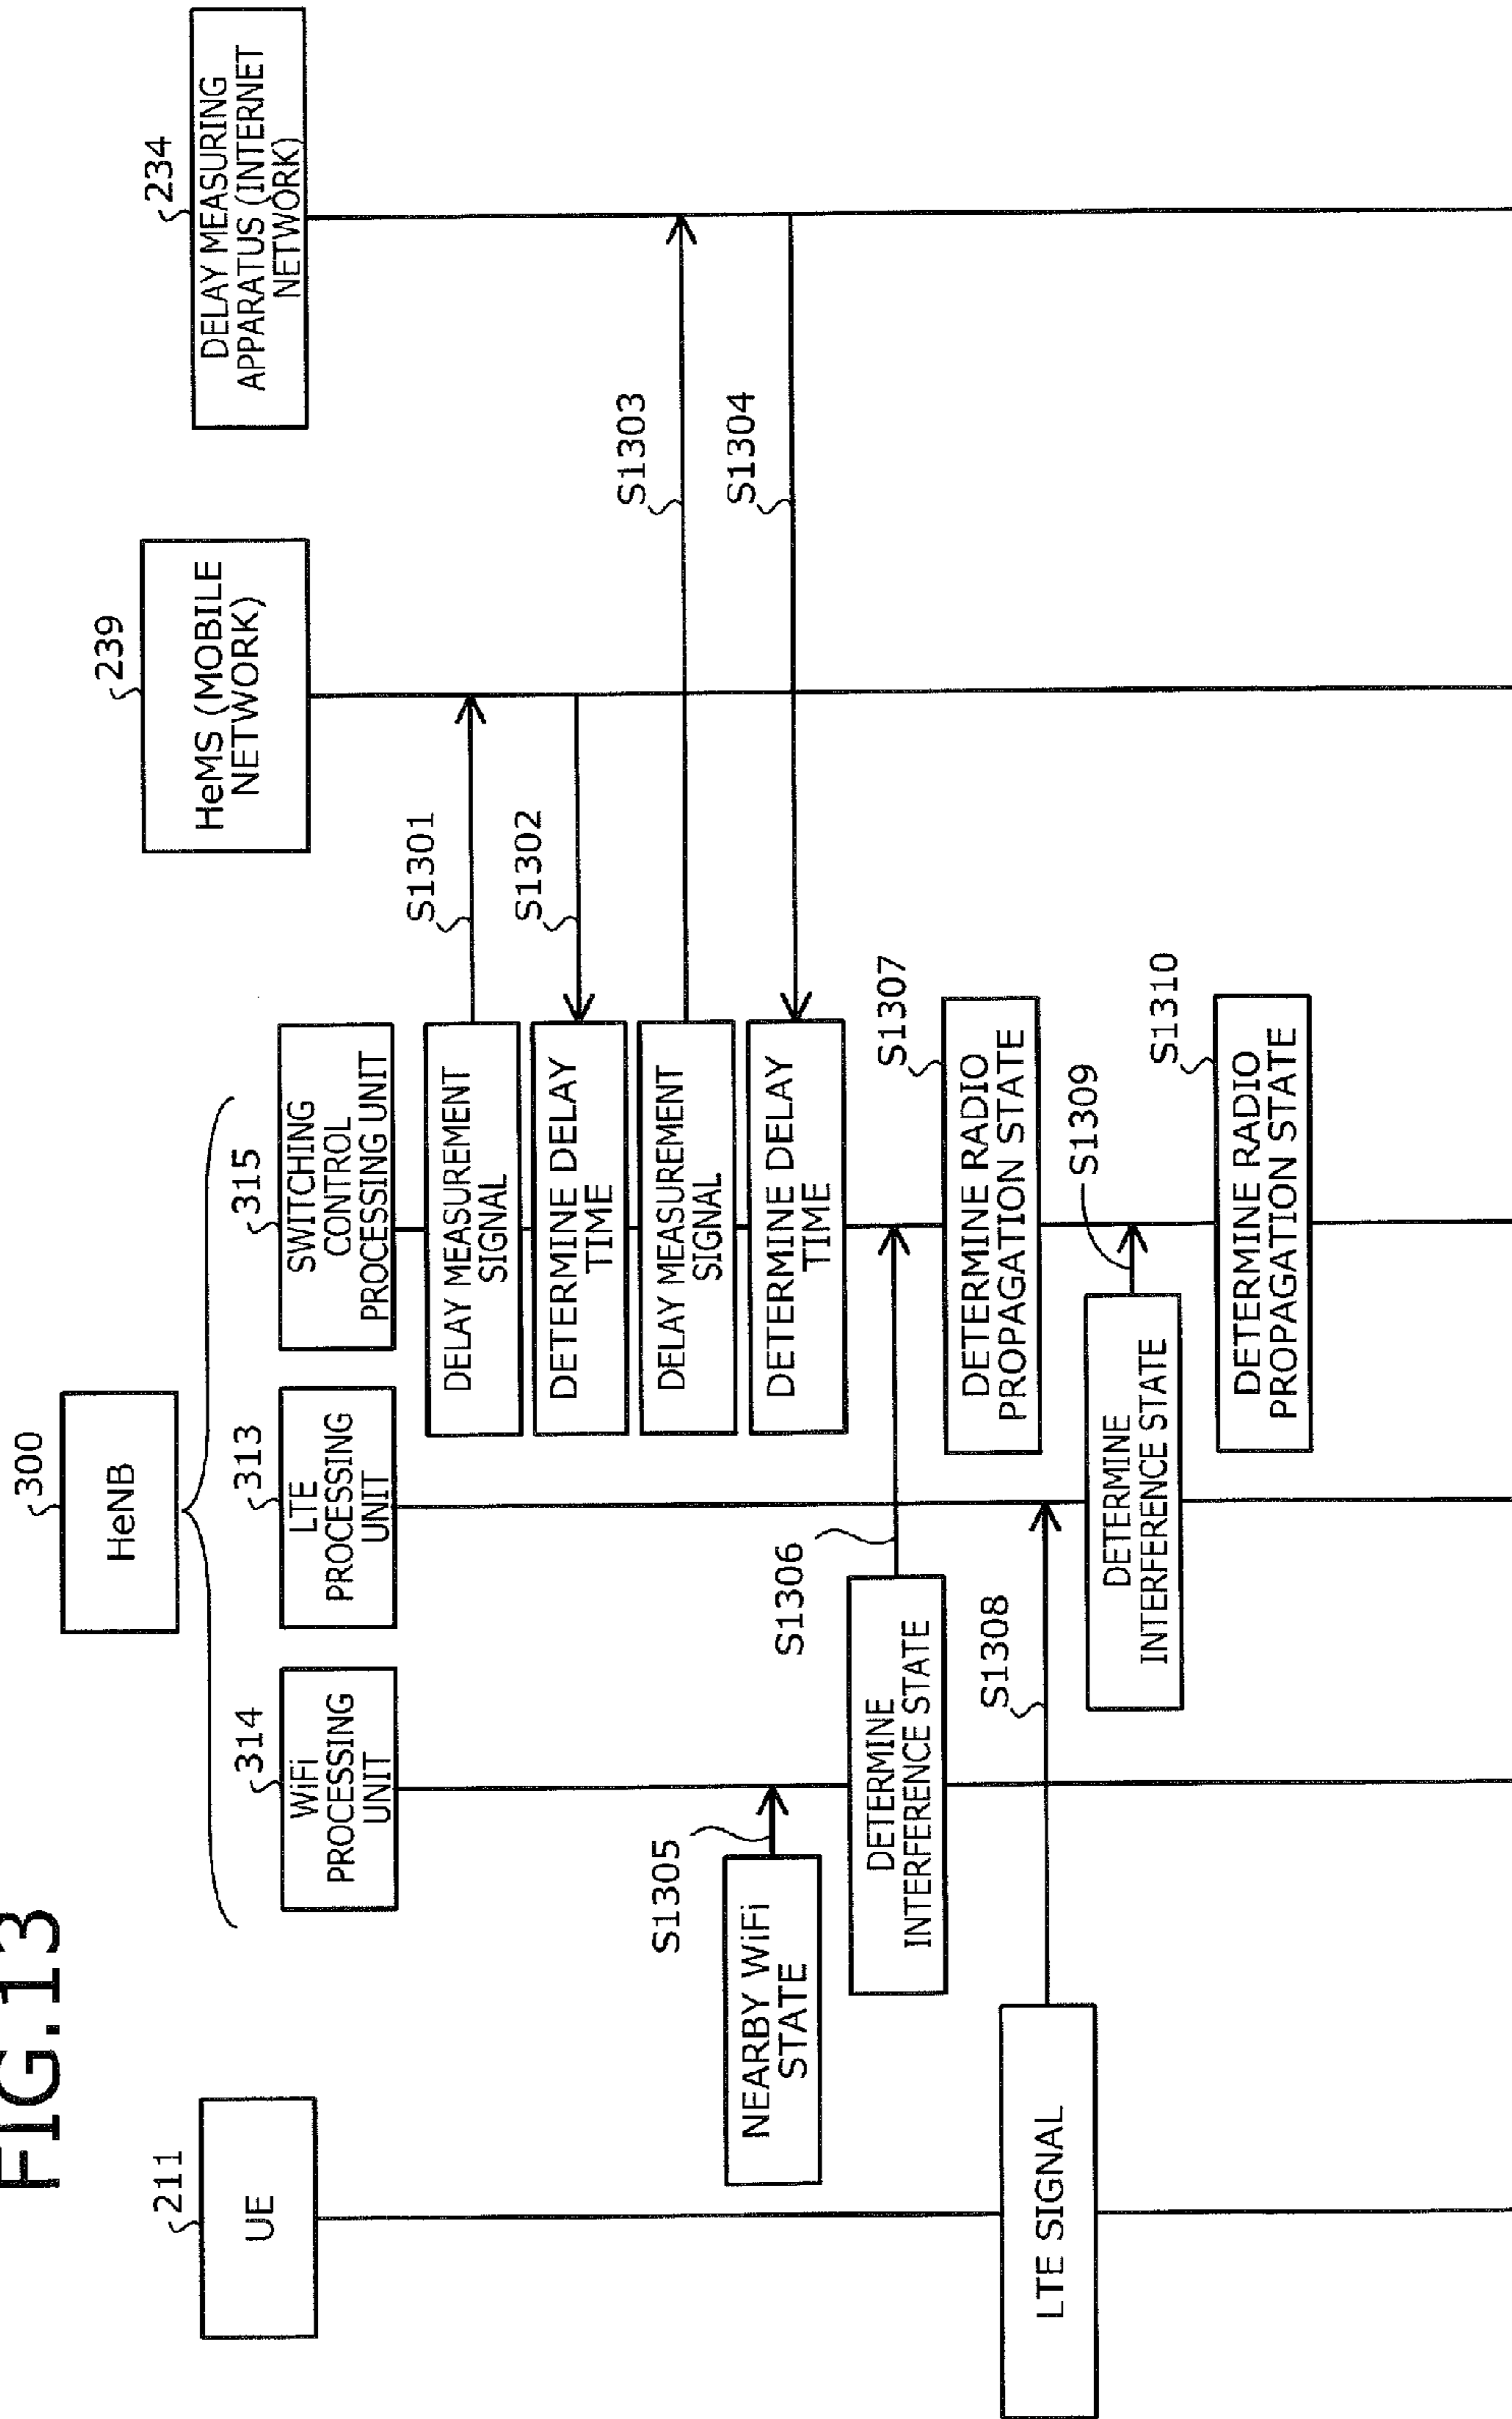 FIG.13
211
UE
300
HeNB
314
WiFi
PROCESSING
UNIT
313
LTE
PROCESSING
UNIT
315
SWITCHING
CONTROL
PROCESSING UNIT
239
HeMS (MOBILE
NETWORK)
234
DELAY MEASURING
APPARATUS (INTERNET
NETWORK)
DELAY MEASUREMENT
SIGNAL
S1301
DETERMINE DELAY
TIME
S1302
DELAY MEASUREMENT
SIGNAL
S1303
DETERMINE DELAY
TIME
S1304
NEARBY WiFi
STATE
S1305
DETERMINE
INTERFERENCE STATE
S1306
DETERMINE RADIO
PROPAGATION STATE
S1307
LTE SIGNAL
S1308
DETERMINE
INTERFERENCE STATE
S1309
DETERMINE RADIO
PROPAGATION STATE
S1310